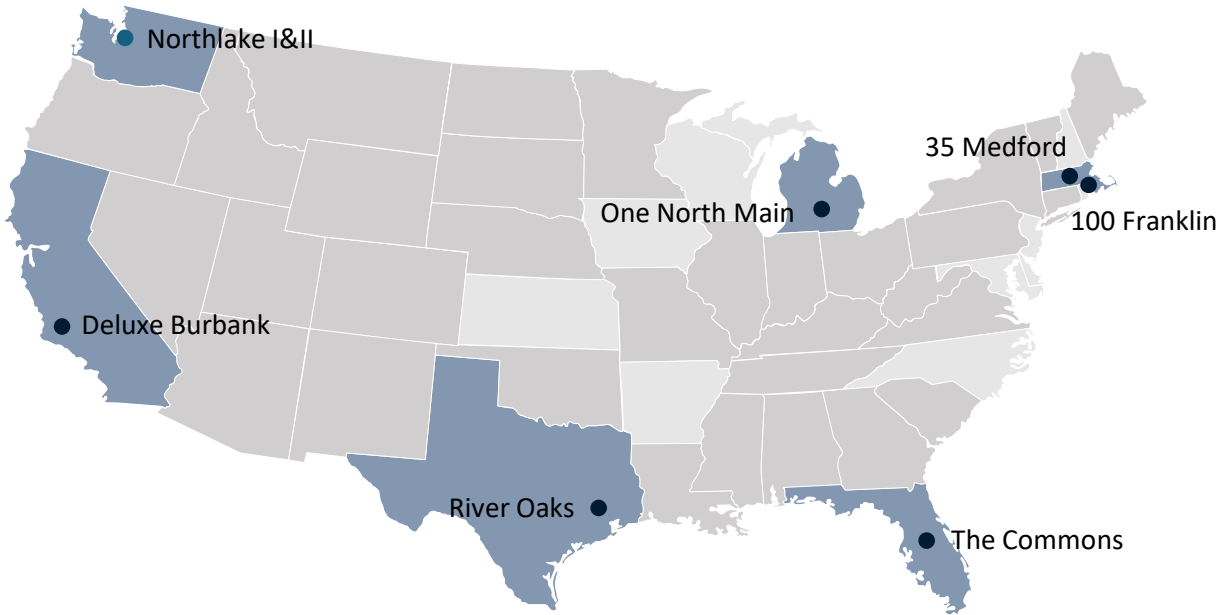 Northlake I&II
35 Medford
One North Main
100 Franklin
Deluxe Burbank
River Oaks
The Commons